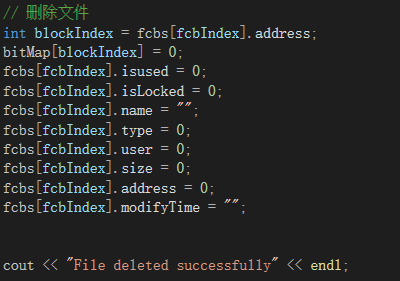 // 删除文件
int blockIndex = fcbs[fcbIndex].address;
bitMap[blockIndex] = 0;
fcbs[fcbIndex].isused = 0;
fcbs[fcbIndex].isLocked = 0;
fcbs[fcbIndex].name = "";
fcbs[fcbIndex].type = 0;
fcbs[fcbIndex].user = 0;
fcbs[fcbIndex].size = 0;
fcbs[fcbIndex].address = 0;
fcbs[fcbIndex].modifyTime = "";
cout << "File deleted successfully" << endl;